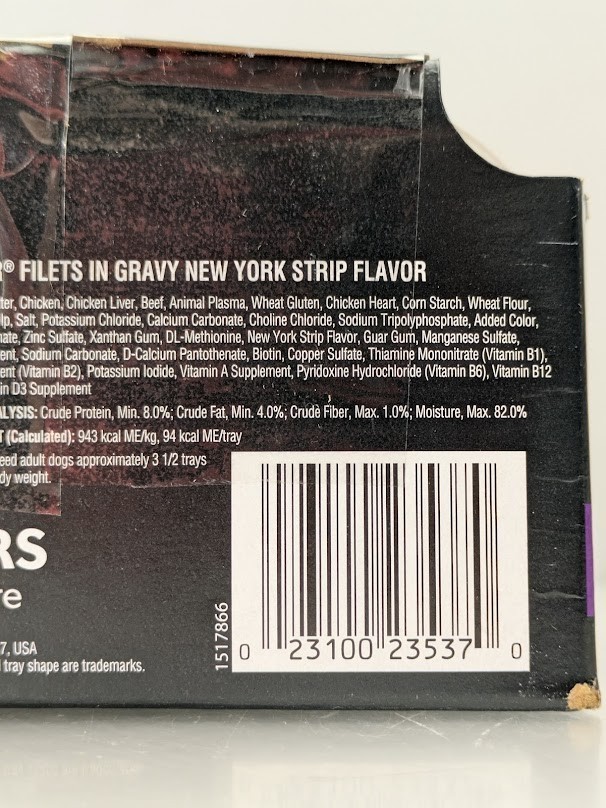 ® FILETS IN GRAVY NEW YORK STRIP FLAVOR
ter, Chicken, Chicken Liver, Beef, Animal Plasma, Wheat Gluten, Chicken Heart, Corn Starch, Wheat Flour,
lp, Salt, Potassium Chloride, Calcium Carbonate, Choline Chloride, Sodium Tripolyphosphate, Added Color,
ate, Zinc Sulfate, Xanthan Gum, DL-Methionine, New York Strip Flavor, Guar Gum, Manganese Sulfate,
ent, Sodium Carbonate, D-Calcium Pantothenate, Biotin, Copper Sulfate, Thiamine Mononitrate (Vitamin B1),
ent (Vitamin B2), Potassium Iodide, Vitamin A Supplement, Pyridoxine Hydrochloride (Vitamin B6), Vitamin B12
in D3 Supplement
ALYSIS: Crude Protein, Min. 8.0%; Crude Fat, Min. 4.0%; Crude Fiber, Max. 1.0%; Moisture, Max. 82.0%
T (Calculated): 943 kcal ME/kg, 94 kcal ME/tray
eed adult dogs approximately 3 1/2 trays
dy weight.
RS
re
7, USA
l tray shape are trademarks.
1517866
0 23100 23537 0